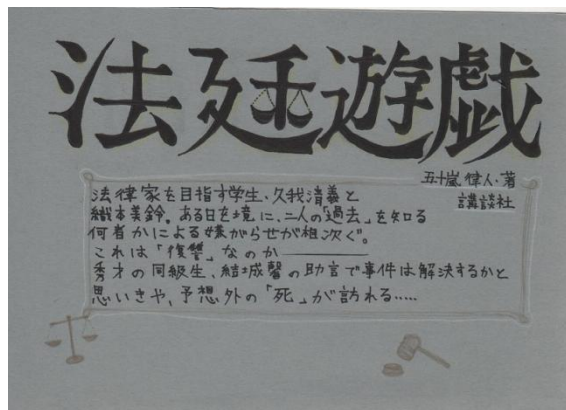 法廷遊戯
五十嵐律人・著
講談社
法律家を目指す学生・久我清義と
織本美鈴。ある日を境に、二人の「過去」を知る
何者かによる嫌がらせが相次ぐ。
これは「復讐」なのか―――
秀才の同級生、結城馨の助言で事件は解決するかと
思いきや、予想外の「死」が訪れる.....